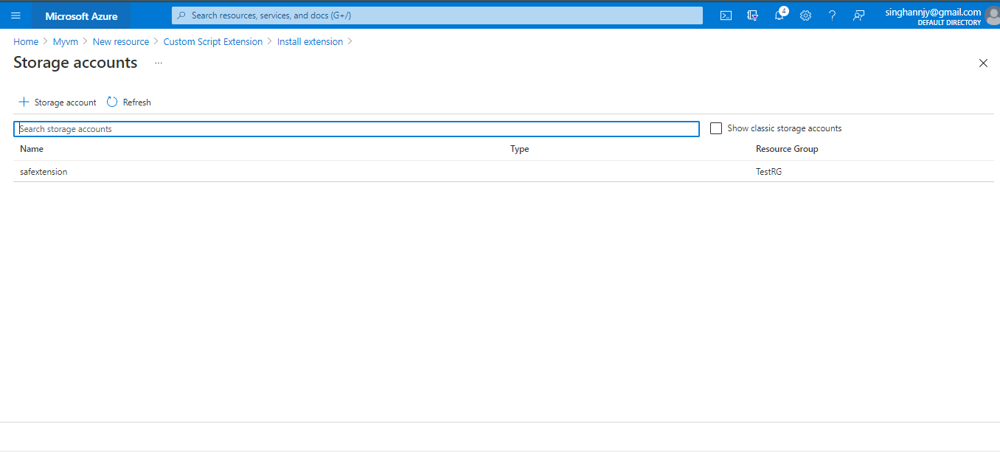 Microsoft Azure
Search resources, services, and docs (G+/)
4
singhannjy@gmail.com
DEFAULT DIRECTORY
Home > Myvm > New resource > Custom Script Extension > Install extension >
Storage accounts ...
Storage account Refresh
Search storage accounts
Show classic storage accounts
Name Type Resource Group
safextension TestRG